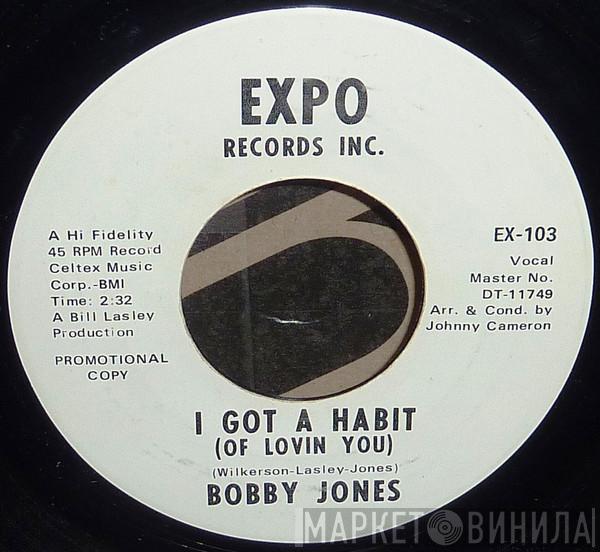 EXPO
RECORDS INC.
A Hi Fidelity
45 RPM Record
Celtex Music
Corp.-BMI
Time: 2:32
A Bill Lasley
Production
PROMOTIONAL
COPY
EX-103
Vocal
Master No.
DT-11749
Arr. & Cond. by
Johnny Cameron
I GOT A HABIT
(OF LOVIN YOU)
(Wilkerson-Lasley-Jones)
BOBBY JONES
МАРКЕТ ВИНИЛА